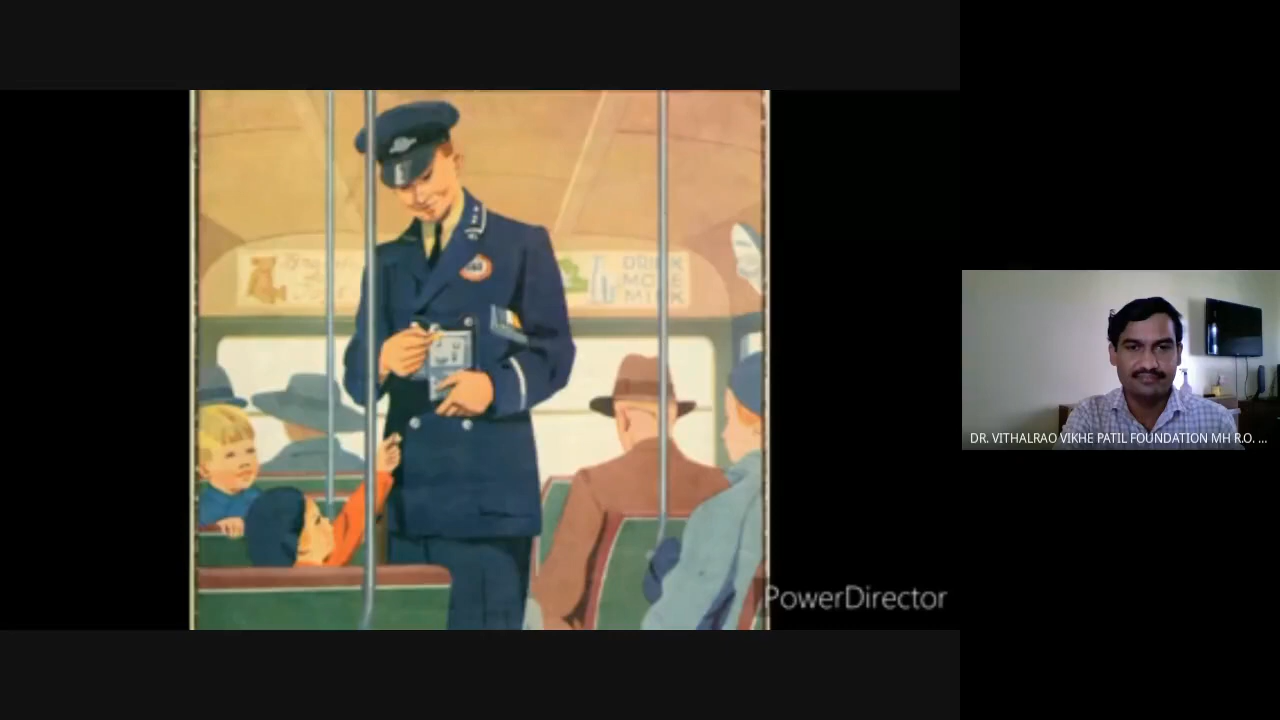 DRINK
MORE
MILK
PowerDirector
DR. VITHALRAO VIKHE PATIL FOUNDATION MH R.O. ...